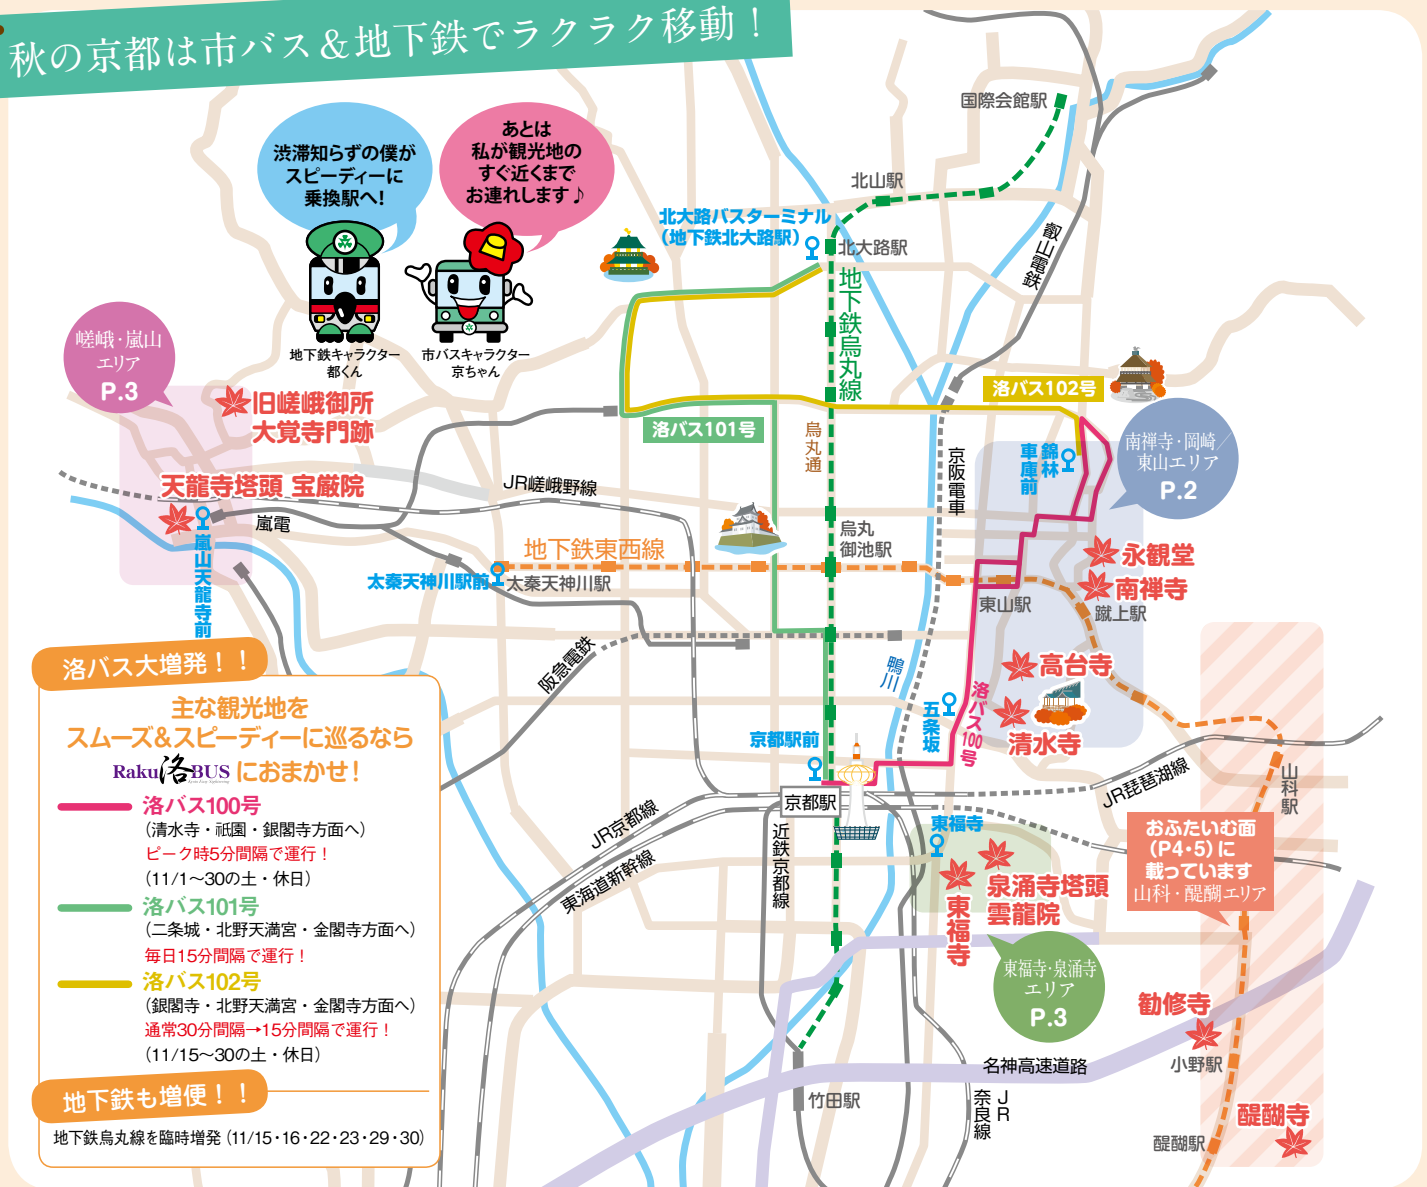 秋の京都は市バス＆地下鉄でラクラク移動！
渋滞知らずの僕が
スピーディーに
乗換駅へ！
あとは
私が観光地の
すぐ近くまで
お連れします♪
地下鉄キャラクター
都くん
市バスキャラクター
京ちゃん
国際会館駅
北山駅
北大路バスターミナル
（地下鉄北大路駅）
北大路駅
叡山電鉄
地下鉄烏丸線
嵯峨・嵐山
エリア
P.3
旧嵯峨御所
大覚寺門跡
洛バス102号
洛バス101号
烏丸通
京阪電車
錦林
車庫前
南禅寺・岡崎／
東山エリア
P.2
天龍寺塔頭 宝厳院
JR嵯峨野線
嵐電
嵐山天龍寺前
烏丸
御池駅
地下鉄東西線
太秦天神川駅前
太秦天神川駅
永観堂
南禅寺
東山駅
蹴上駅
阪急電鉄
鴨川
高台寺
五条坂
洛バス100号
清水寺
京都駅前
京都駅
JR琵琶湖線
山科駅
JR京都線
東海道新幹線
近鉄京都線
東福寺
おふたいむ面
（P4・5）に
載っています
山科・醍醐エリア
泉涌寺塔頭
雲龍院
東福寺
東福寺・泉涌寺
エリア
P.3
勧修寺
小野駅
名神高速道路
竹田駅
JR
奈良線
醍醐寺
醍醐駅
洛バス大増発！！
主な観光地を
スムーズ&スピーディーに巡るなら
Raku洛BUS におまかせ！
洛バス100号
（清水寺・祇園・銀閣寺方面へ）
ピーク時5分間隔で運行！
（11/1～30の土・休日）
洛バス101号
（二条城・北野天満宮・金閣寺方面へ）
毎日15分間隔で運行！
洛バス102号
（銀閣寺・北野天満宮・金閣寺方面へ）
通常30分間隔→15分間隔で運行！
（11/15～30の土・休日）
地下鉄も増便！！
地下鉄烏丸線を臨時増発（11/15・16・22・23・29・30）